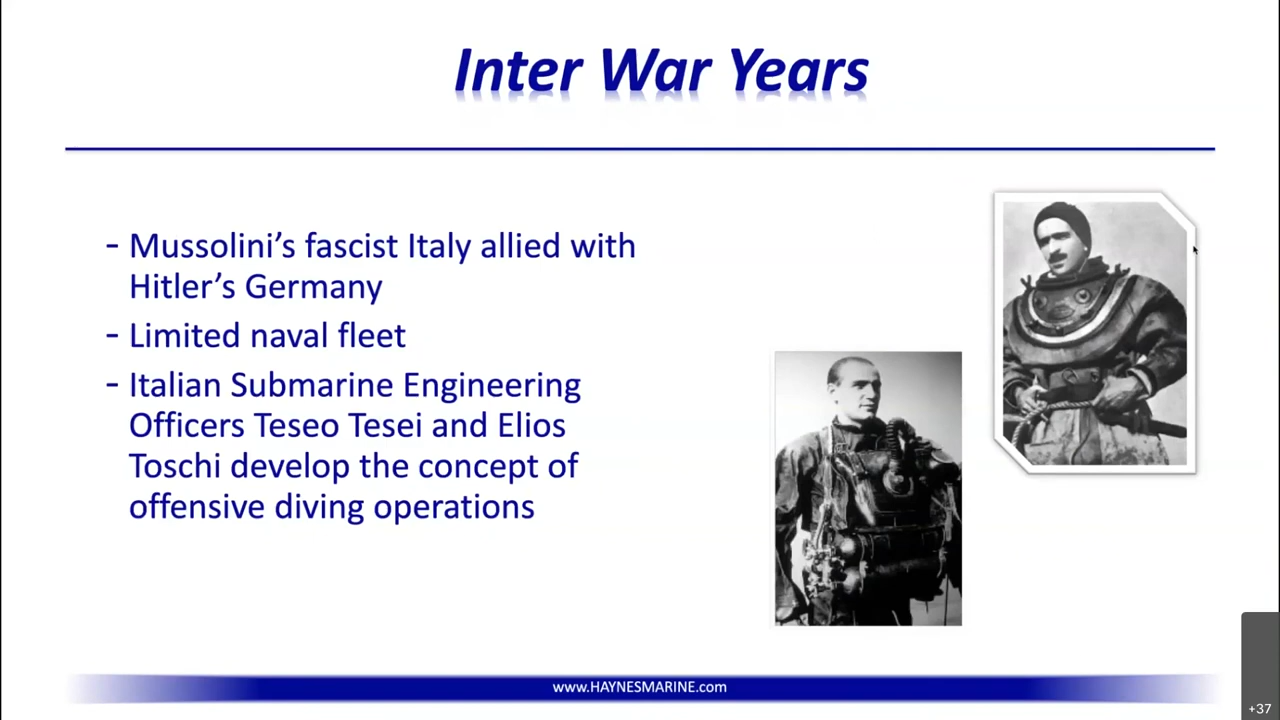 Inter War Years
- Mussolini’s fascist Italy allied with
Hitler’s Germany
- Limited naval fleet
- Italian Submarine Engineering
Officers Teseo Tesei and Elios
Toschi develop the concept of
offensive diving operations
www.HAYNESMARINE.com
+37